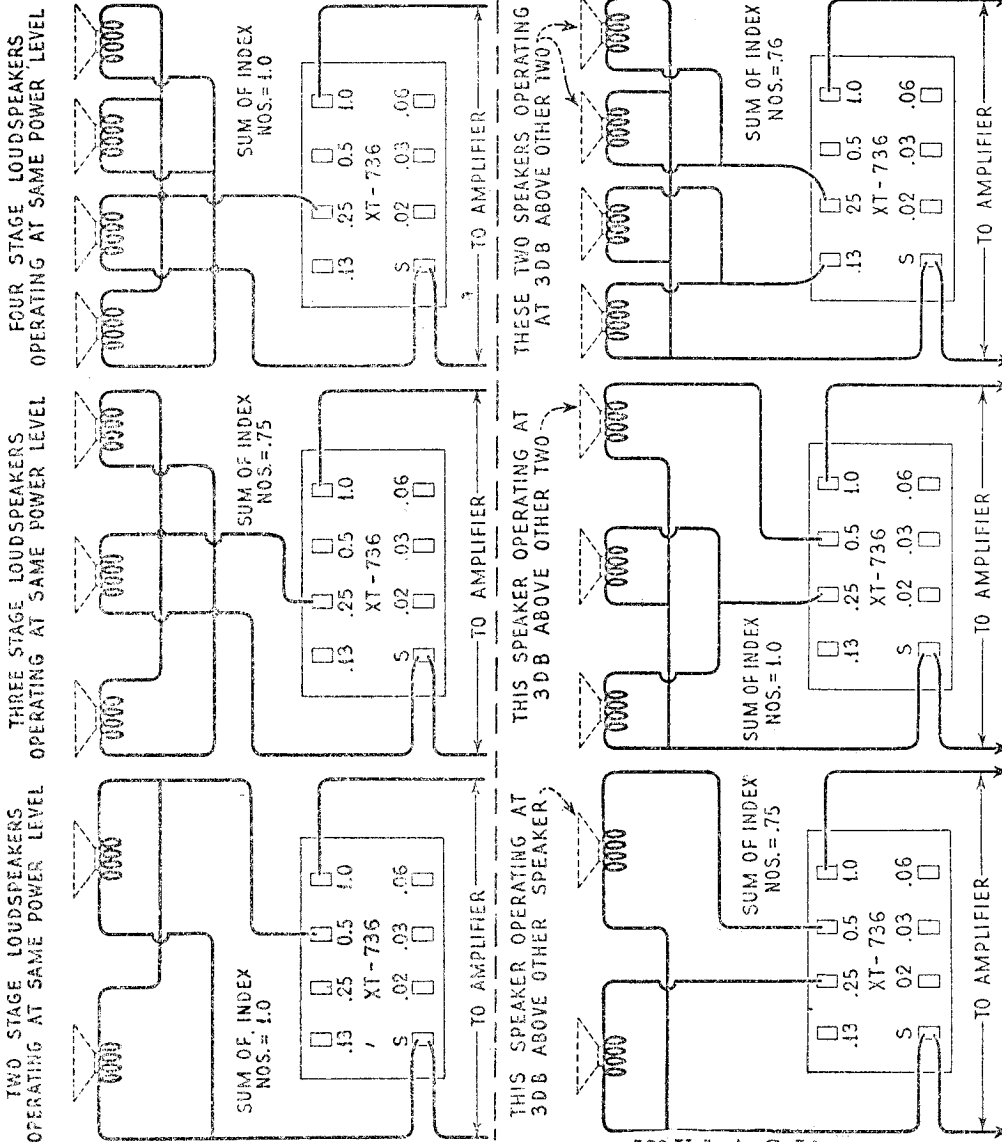 TWO STAGE LOUDSPEAKERS
OPERATING AT SAME POWER LEVEL
SUM OF INDEX
NOS. = 1.0
.13 .25 0.5 1.0
XT-736
S .02 .03 .06
TO AMPLIFIER
THREE STAGE LOUDSPEAKERS
OPERATING AT SAME POWER LEVEL
SUM OF INDEX
NOS. = .75
.13 .25 0.5 1.0
XT-736
S .02 .03 .06
TO AMPLIFIER
FOUR STAGE LOUDSPEAKERS
OPERATING AT SAME POWER LEVEL
SUM OF INDEX
NOS. = 1.0
.13 .25 0.5 1.0
XT-736
S .02 .03 .06
TO AMPLIFIER
THIS SPEAKER OPERATING AT
3DB ABOVE OTHER SPEAKER
SUM OF INDEX
NOS. = .75
.13 .25 0.5 1.0
XT-736
S 02 .03 .06
TO AMPLIFIER
THIS SPEAKER OPERATING AT
3DB ABOVE OTHER TWO
SUM OF INDEX
NOS. = 1.0
.13 .25 0.5 1.0
XT-736
S .02 .03 .06
TO AMPLIFIER
THESE TWO SPEAKERS OPERATING
AT 3DB ABOVE OTHER TWO
SUM OF INDEX
NOS. = .76
.13 25 0.5 1.0
XT-736
S .02 .03 .06
TO AMPLIFIER